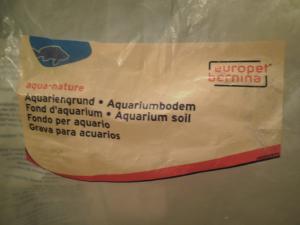 europet
bernina
aqua-nature
Aquariengrund • Aquariumbodem
Fond d'aquarium • Aquarium soil
Fondo per aquario
Grava para acuarios